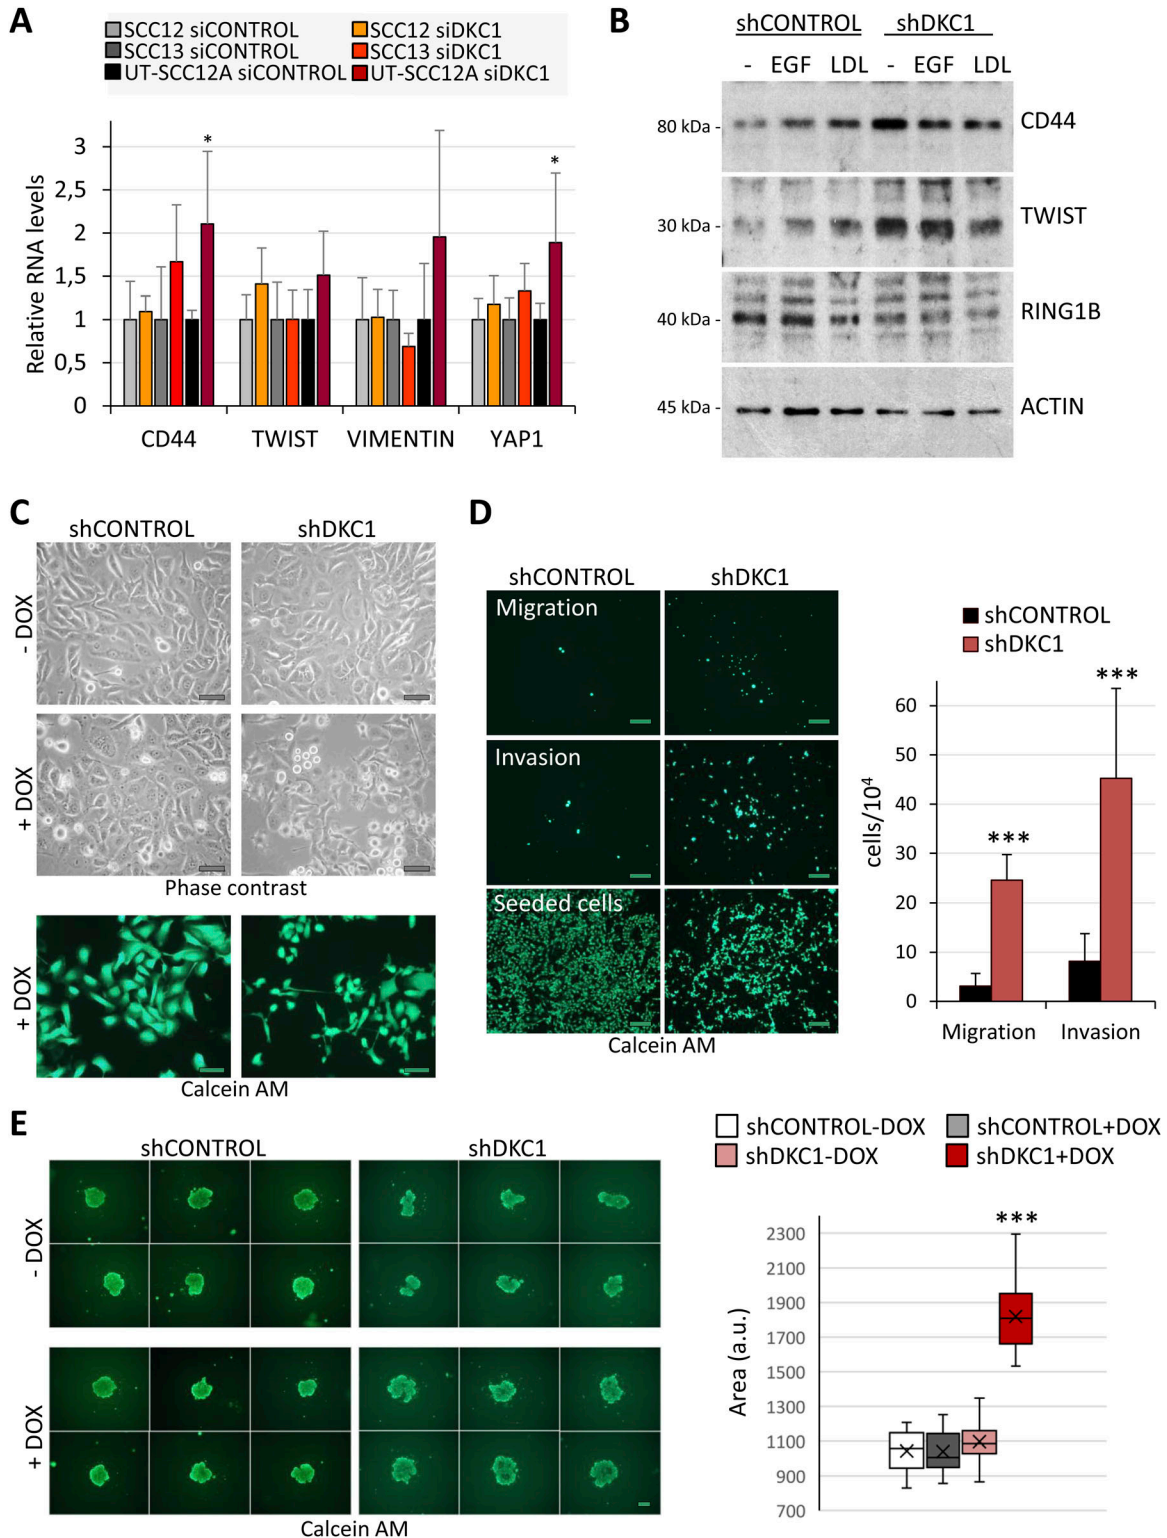 A
SCC12 siCONTROL
SCC12 siDKC1
SCC13 siCONTROL
SCC13 siDKC1
UT-SCC12A siCONTROL
UT-SCC12A siDKC1
Relative RNA levels
3
2,5
2
1,5
1
0,5
0
*
*
CD44
TWIST
VIMENTIN
YAP1
B
shCONTROL
shDKC1
- EGF LDL - EGF LDL
80 kDa -
CD44
30 kDa -
TWIST
40 kDa -
RING1B
45 kDa -
ACTIN
C
shCONTROL
shDKC1
- DOX
+ DOX
Phase contrast
+ DOX
Calcein AM
D
shCONTROL
shDKC1
Migration
Invasion
Seeded cells
Calcein AM
shCONTROL
shDKC1
cells/10⁴
60
50
40
30
20
10
0
***
***
Migration
Invasion
E
shCONTROL
shDKC1
- DOX
+ DOX
Calcein AM
shCONTROL-DOX
shCONTROL+DOX
shDKC1-DOX
shDKC1+DOX
***
Area (a.u.)
2300
2100
1900
1700
1500
1300
1100
900
700